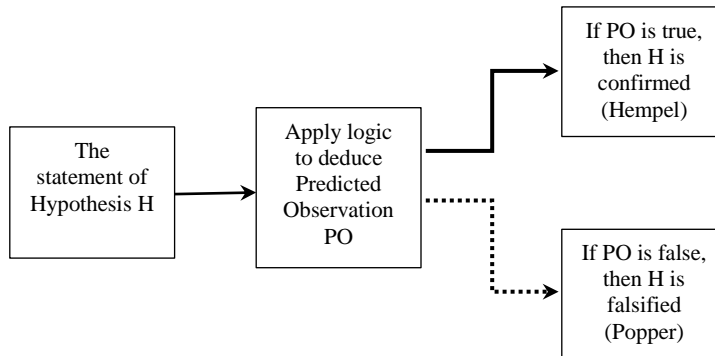 The
statement of
Hypothesis H
Apply logic
to deduce
Predicted
Observation
PO
If PO is true,
then H is
confirmed
(Hempel)
If PO is false,
then H is
falsified
(Popper)